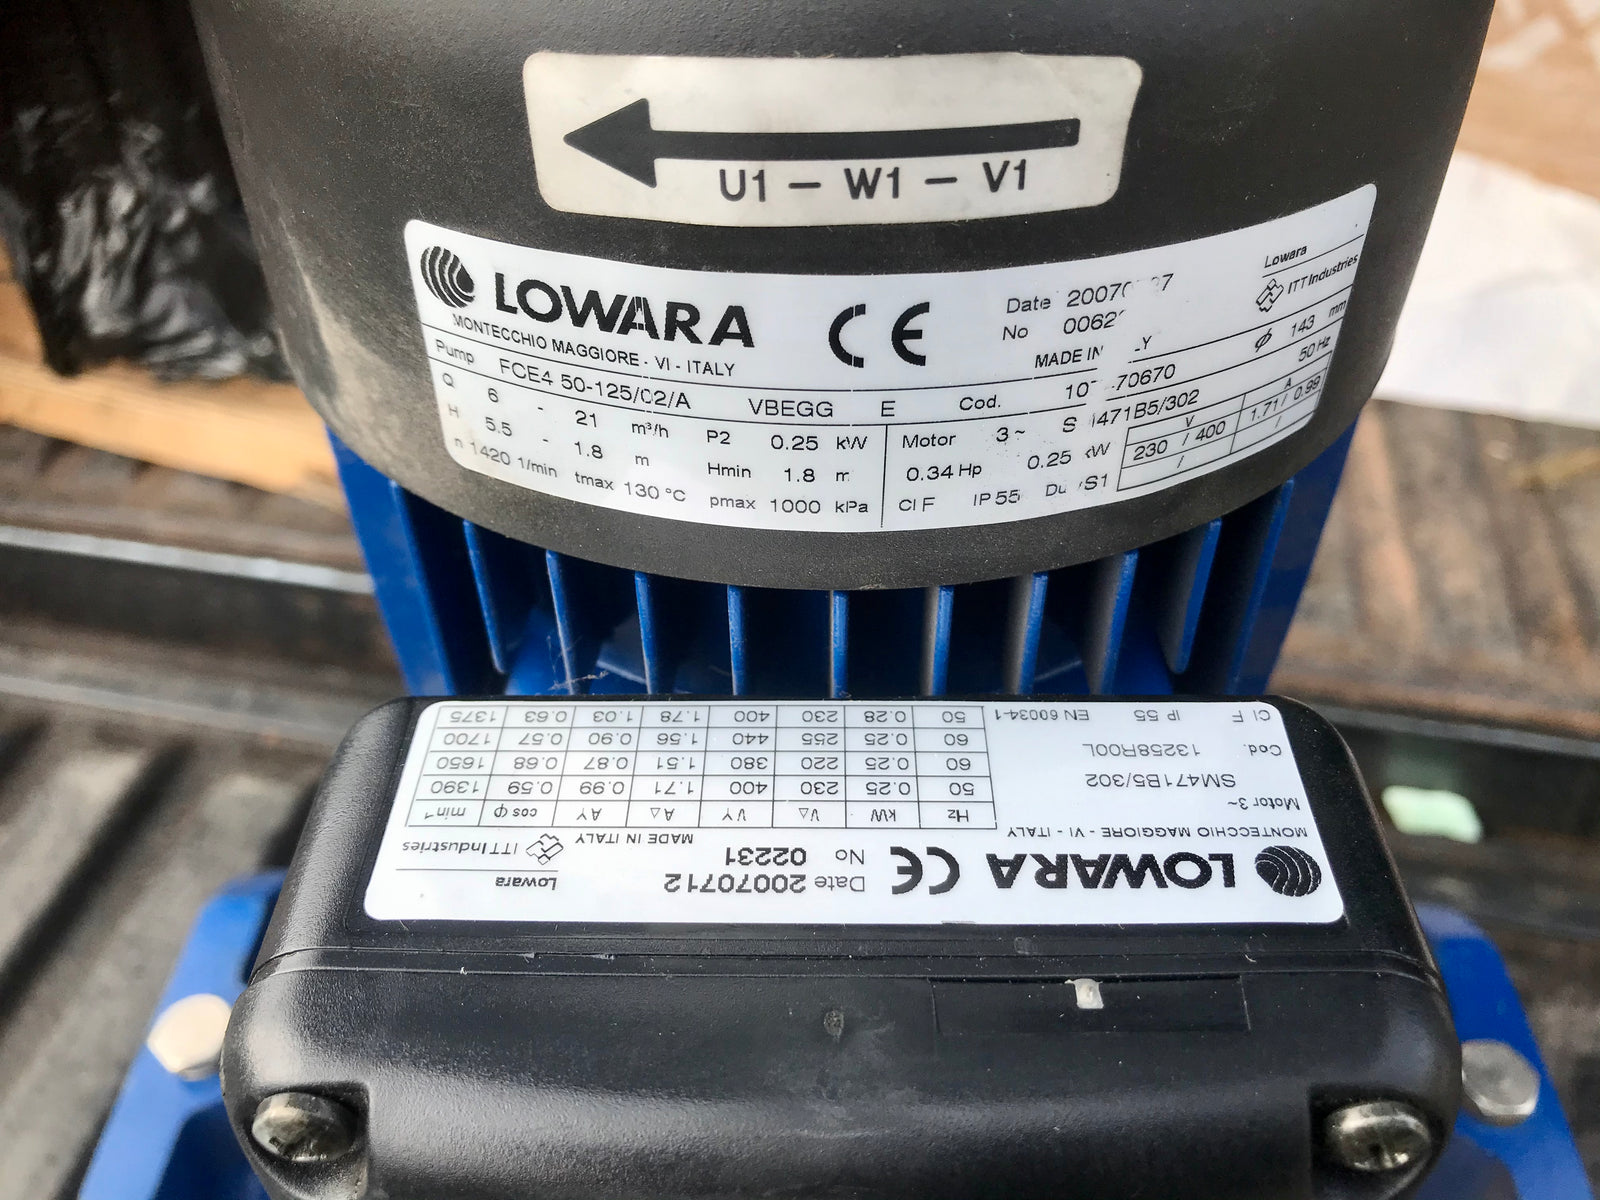 U1 – W1 – V1
LOWARA
MONTECCHIO MAGGIORE - VI - ITALY
CE
Date
No
MADE IN
Lowara
ITT Industries
Pump FCE4 50-125/02/A VBEGG E Cod. ϕ 143 mm
Q 6 - 21 m³/h P2 0.25 kW
H 5.5 - 1.8 m Hmin 1.8 m
n 1420 1/min tmax 130 °C pmax 1000 kPa
Motor 3~ 50 Hz
0.34 Hp 0.25 kW
Cl F IP 55 S1
V A
230 / 400 1.71 / 0.99
/ /
LOWARA
CE
Date 20070712
No 02231
Lowara
ITT Industries
MONTECCHIO MAGGIORE - VI - ITALY
MADE IN ITALY
Motor 3~
SM471B5/302
Cod. 13258R00L
Cl F IP 55 EN 60034-1
Hz kW V△ VY A△ AY cos φ min⁻¹
50 0.25 230 400 1.71 0.99 0.59 1390
60 0.25 220 380 1.51 0.87 0.68 1650
60 0.25 255 440 1.56 0.90 0.57 1700
50 0.28 230 400 1.78 1.03 0.63 1375